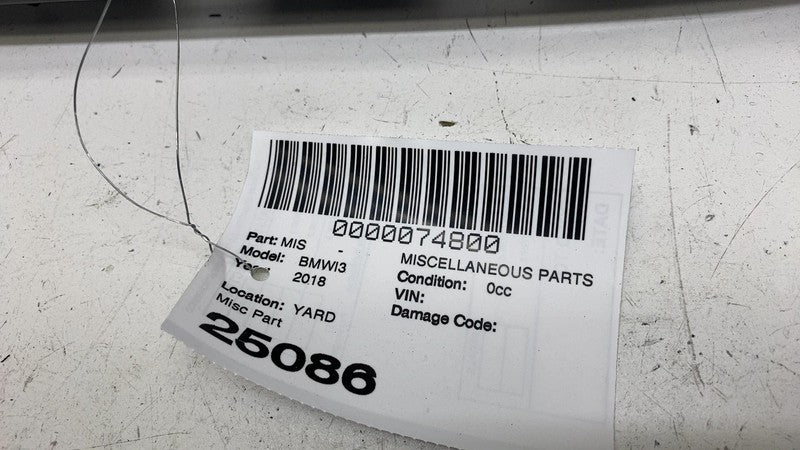 0000074800
Part: MIS -
MISCELLANEOUS PARTS
Model: BMWI3
Condition: 0cc
Year: 2018
VIN:
Location: YARD
Damage Code:
Misc Part
25086
DATE